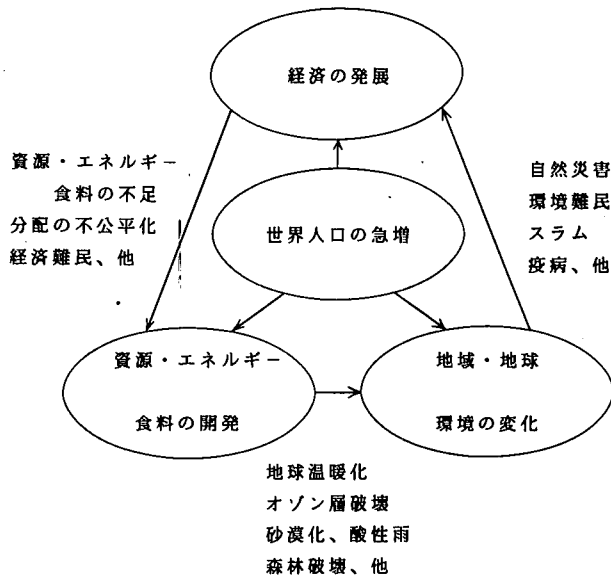 経済の発展
資源・エネルギー
食料の不足
分配の不公平化
経済難民、他
自然災害
環境難民
スラム
疫病、他
世界人口の急増
資源・エネルギー
食料の開発
地域・地球
環境の変化
地球温暖化
オゾン層破壊
砂漠化、酸性雨
森林破壊、他